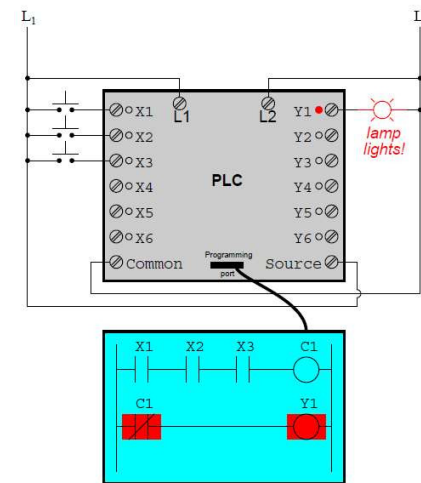 L1 L
X1 L1 L2 Y1
lamp
lights!
X2 Y2
X3 Y3
X4 PLC Y4
X5 Y5
X6 Y6
Common Programming port Source
X1 X2 X3 C1
C1 Y1